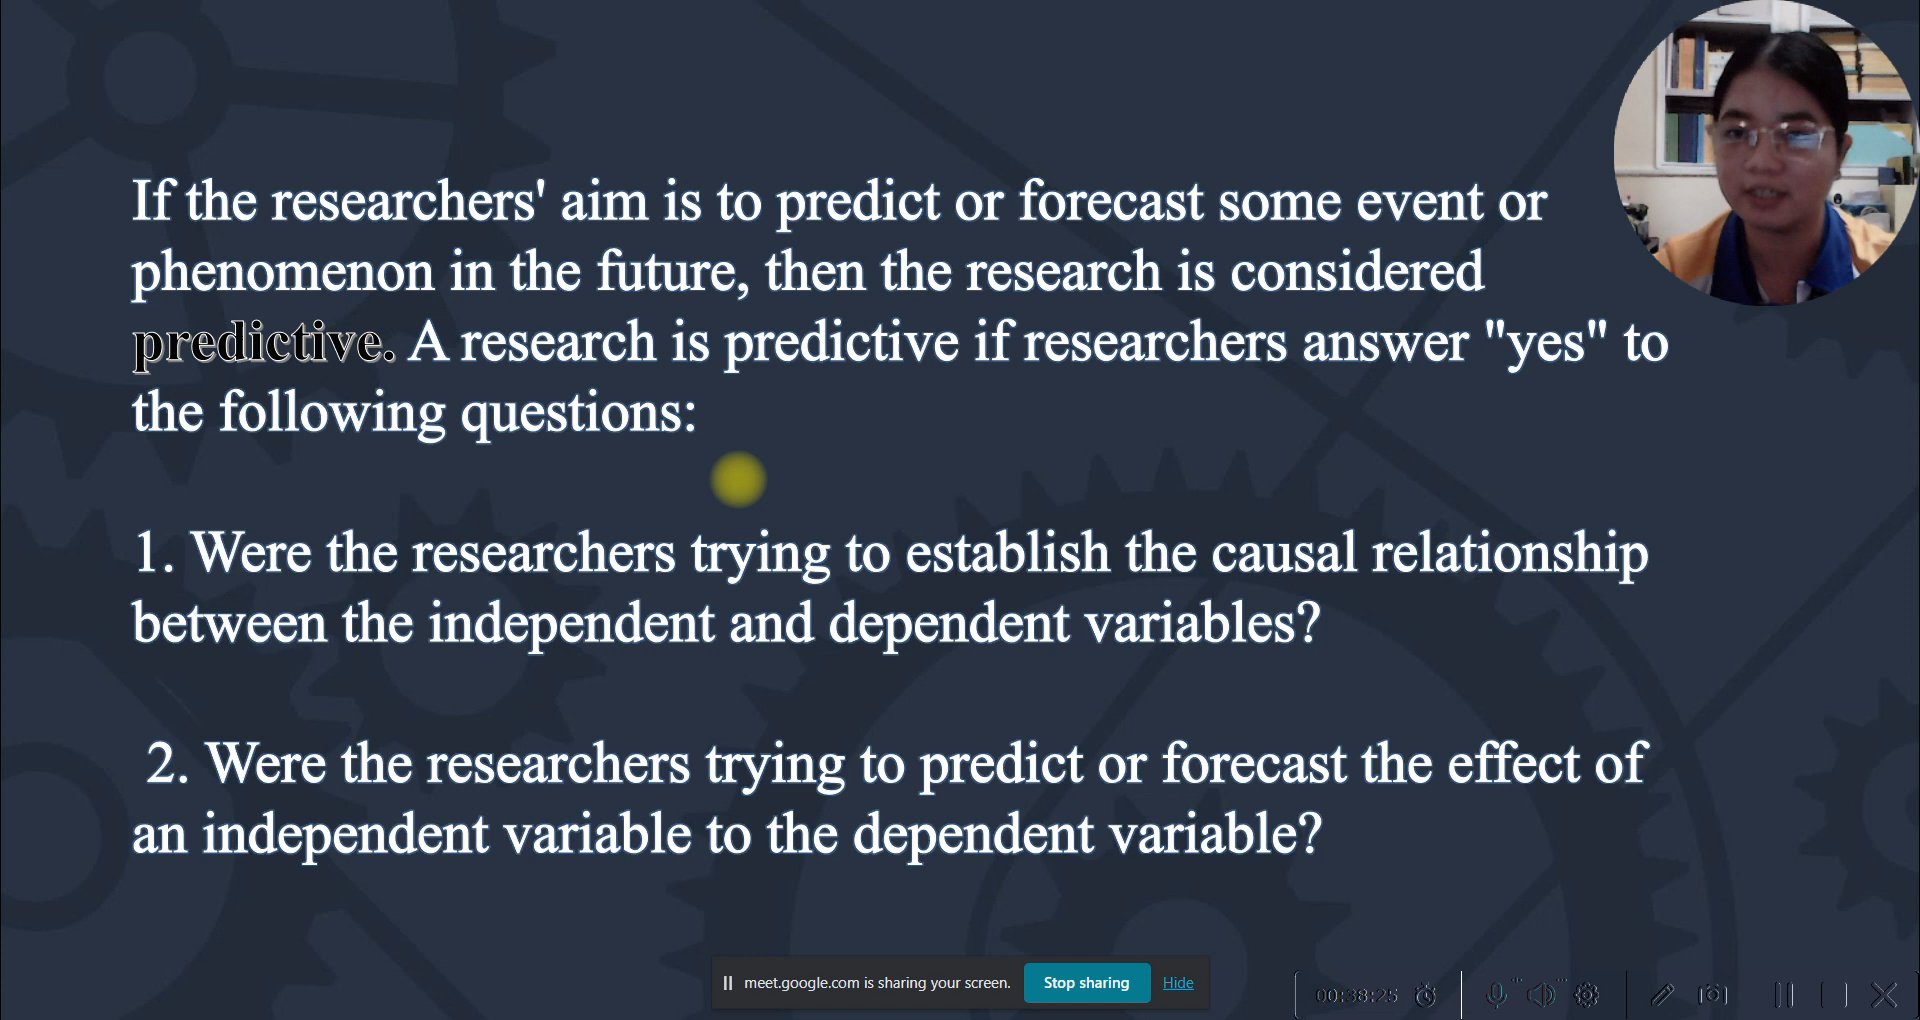 If the researchers' aim is to predict or forecast some event or
phenomenon in the future, then the research is considered
predictive. A research is predictive if researchers answer "yes" to
the following questions:
1. Were the researchers trying to establish the causal relationship
between the independent and dependent variables?
2. Were the researchers trying to predict or forecast the effect of
an independent variable to the dependent variable?
meet.google.com is sharing your screen. Stop sharing Hide
00:38:25